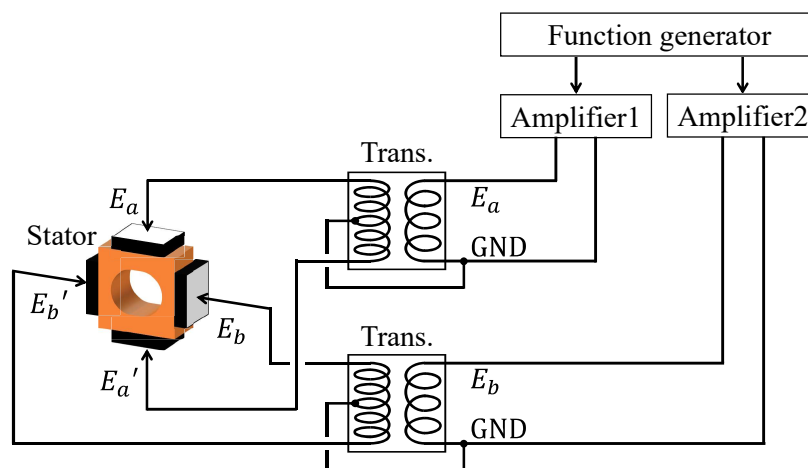 Function generator
Amplifier1
Amplifier2
Trans.
E_a
E_a
Stator
GND
E_b'
E_b
Trans.
E_a'
E_b
GND